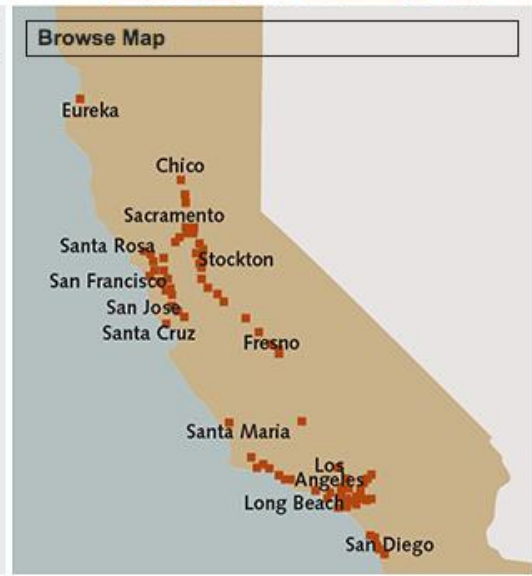 Browse Map
Eureka
Chico
Sacramento
Santa Rosa
Stockton
San Francisco
San Jose
Santa Cruz
Fresno
Santa Maria
Los
Angeles
Long Beach
San Diego